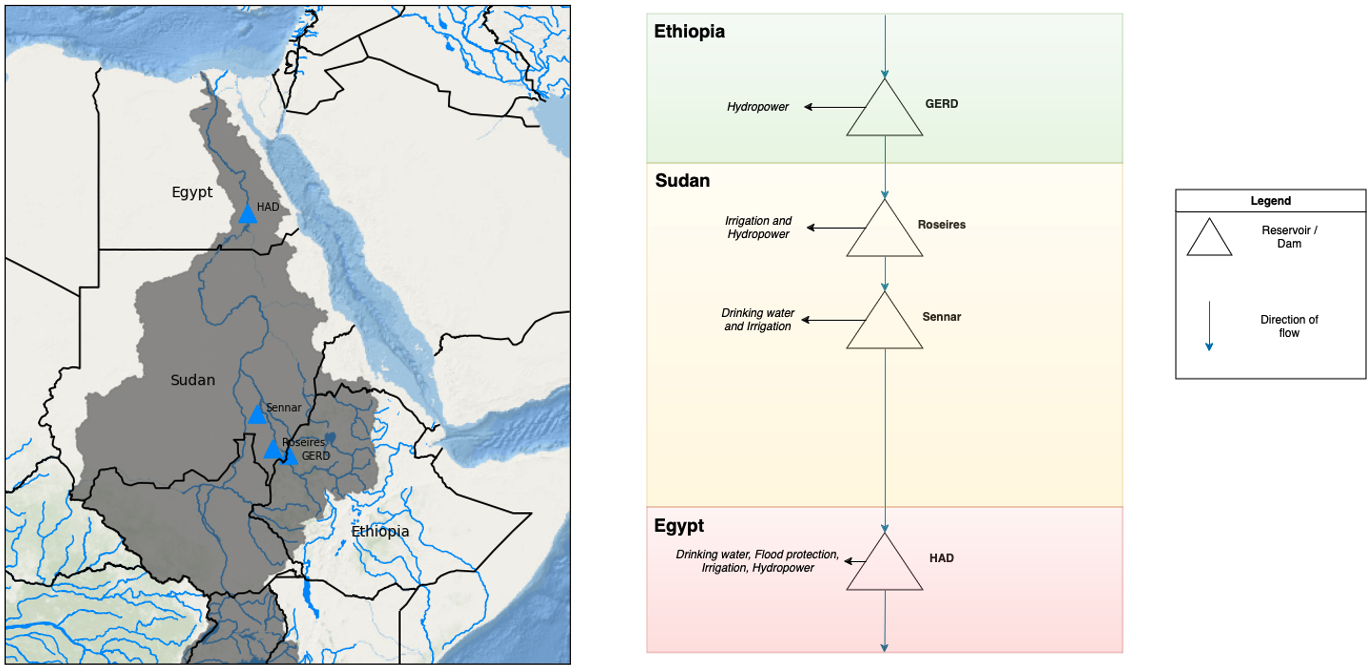 Egypt
HAD
Sudan
Sennar
Roseires
GERD
Ethiopia
Ethiopia
Hydropower
GERD
Sudan
Irrigation and
Hydropower
Roseires
Drinking water
and Irrigation
Sennar
Egypt
Drinking water, Flood protection,
Irrigation, Hydropower
HAD
Legend
Reservoir /
Dam
Direction of
flow